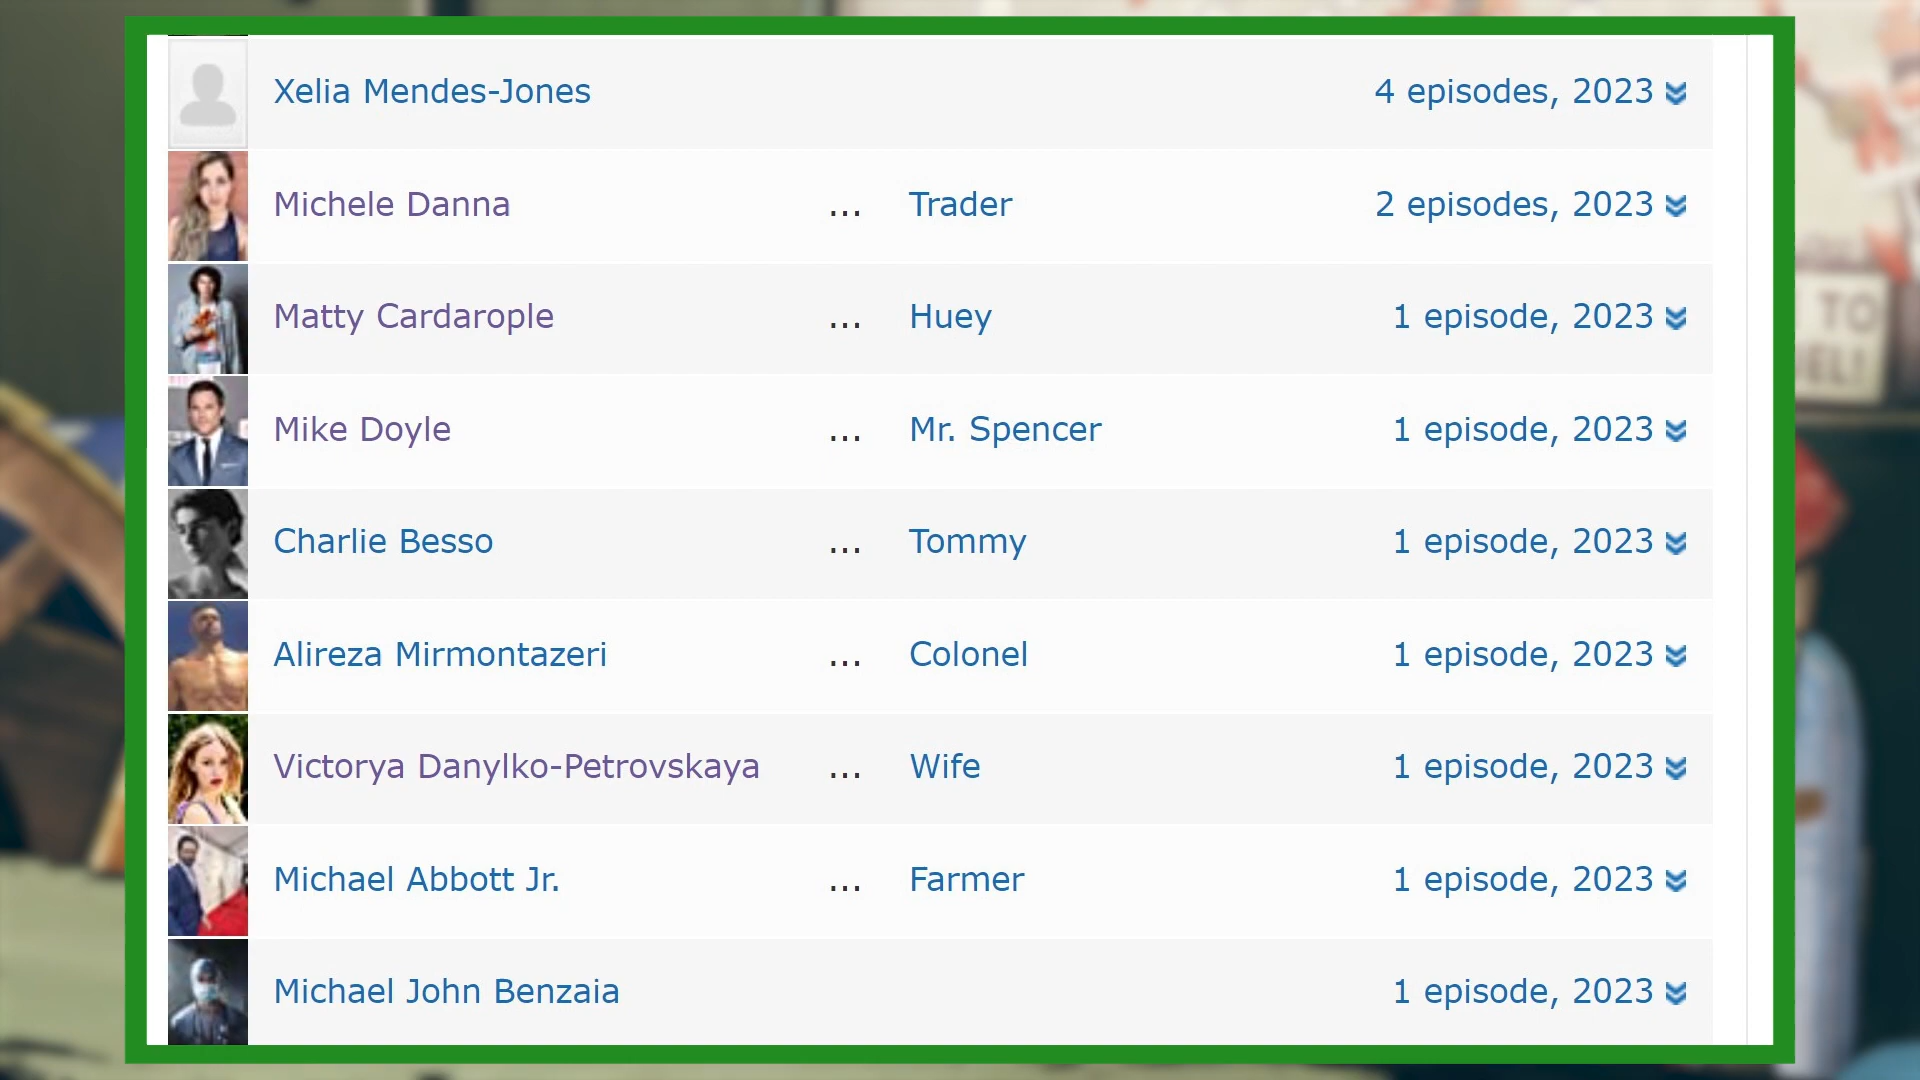 Xelia Mendes-Jones 4 episodes, 2023
Michele Danna ... Trader 2 episodes, 2023
Matty Cardarople ... Huey 1 episode, 2023
Mike Doyle ... Mr. Spencer 1 episode, 2023
Charlie Besso ... Tommy 1 episode, 2023
Alireza Mirmontazeri ... Colonel 1 episode, 2023
Victorya Danylko-Petrovskaya ... Wife 1 episode, 2023
Michael Abbott Jr. ... Farmer 1 episode, 2023
Michael John Benzaia 1 episode, 2023
TO